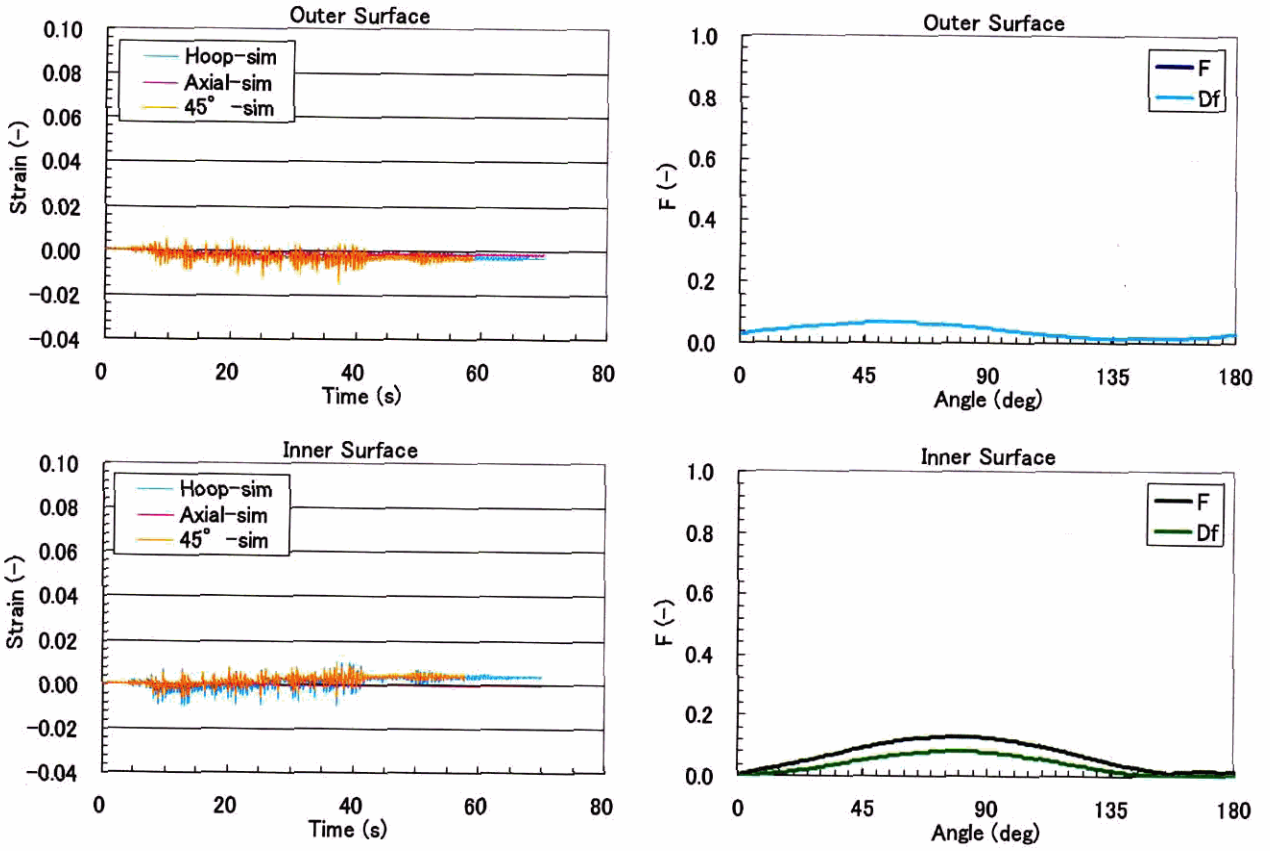 Outer Surface
0.10
0.08
0.06
0.04
0.02
0.00
−0.02
−0.04
Strain (−)
Hoop−sim
Axial−sim
45° −sim
0 20 40 60 80
Time (s)
Outer Surface
1.0
0.8
0.6
0.4
0.2
0.0
F (−)
F
Df
0 45 90 135 180
Angle (deg)
Inner Surface
0.10
0.08
0.06
0.04
0.02
0.00
−0.02
−0.04
Strain (−)
Hoop−sim
Axial−sim
45° −sim
0 20 40 60 80
Time (s)
Inner Surface
1.0
0.8
0.6
0.4
0.2
0.0
F (−)
F
Df
0 45 90 135 180
Angle (deg)